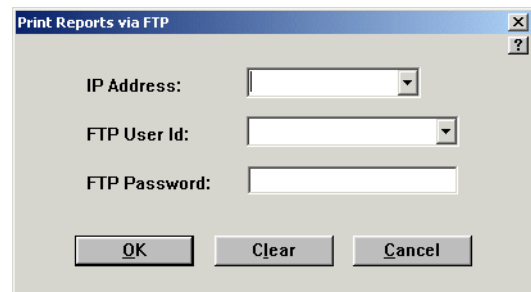 Print Reports via FTP
?
IP Address:
FTP User Id:
FTP Password:
OK Clear Cancel